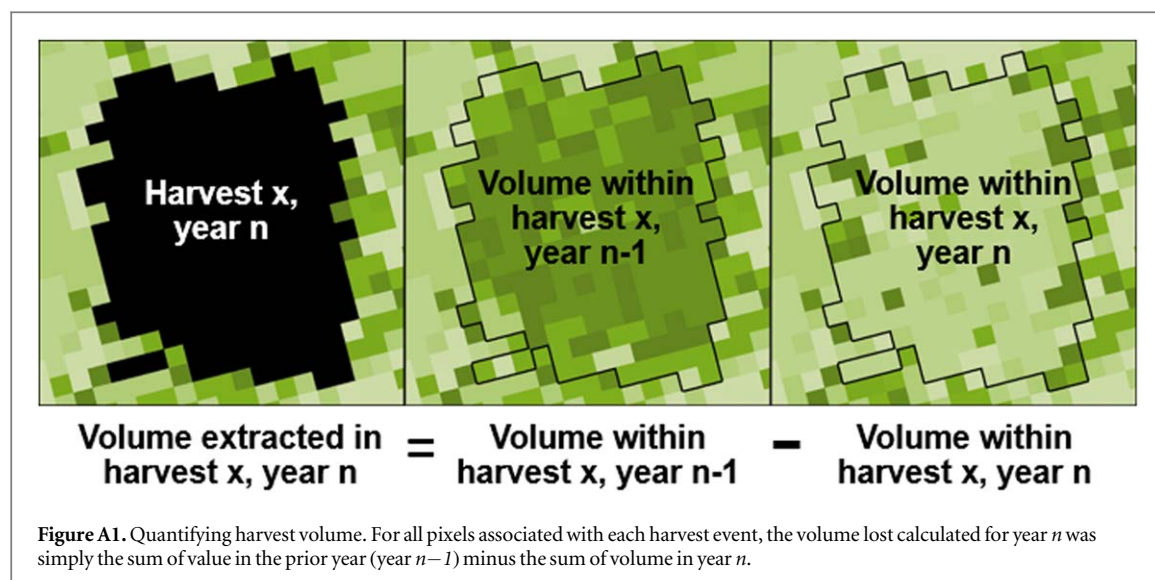 Harvest x,
year n
Volume within
harvest x,
year n-1
Volume within
harvest x,
year n
Volume extracted in
harvest x, year n
=
Volume within
harvest x, year n-1
-
Volume within
harvest x, year n
Figure A1. Quantifying harvest volume. For all pixels associated with each harvest event, the volume lost calculated for year n was
simply the sum of value in the prior year (year n−1) minus the sum of volume in year n.